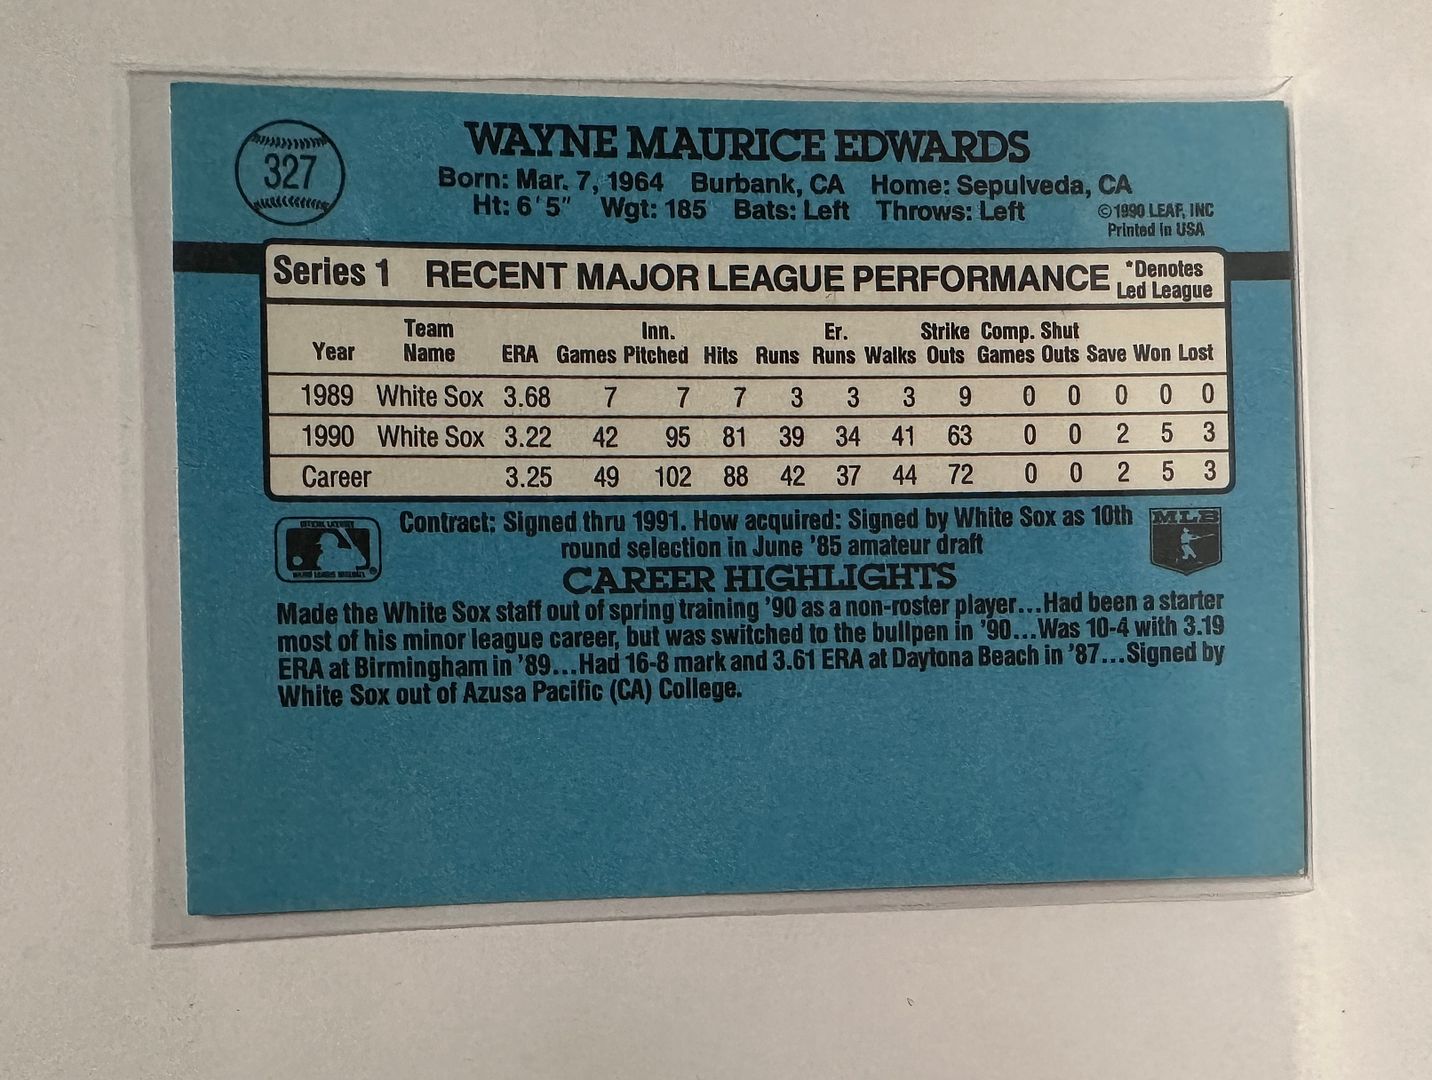 327
WAYNE MAURICE EDWARDS
Born: Mar. 7, 1964 Burbank, CA Home: Sepulveda, CA
Ht: 6'5" Wgt: 185 Bats: Left Throws: Left
©1990 LEAF, INC
Printed in USA
Series 1 RECENT MAJOR LEAGUE PERFORMANCE *Denotes
Led League
Team Inn. Er. Strike Comp. Shut
Year Name ERA Games Pitched Hits Runs Runs Walks Outs Games Outs Save Won Lost
1989 White Sox 3.68 7 7 7 3 3 3 9 0 0 0 0 0
1990 White Sox 3.22 42 95 81 39 34 41 63 0 0 2 5 3
Career 3.25 49 102 88 42 37 44 72 0 0 2 5 3
Contract: Signed thru 1991. How acquired: Signed by White Sox as 10th
round selection in June '85 amateur draft
MLB
CAREER HIGHLIGHTS
Made the White Sox staff out of spring training '90 as a non-roster player...Had been a starter
most of his minor league career, but was switched to the bullpen in '90...Was 10-4 with 3.19
ERA at Birmingham in '89...Had 16-8 mark and 3.61 ERA at Daytona Beach in '87...Signed by
White Sox out of Azusa Pacific (CA) College.